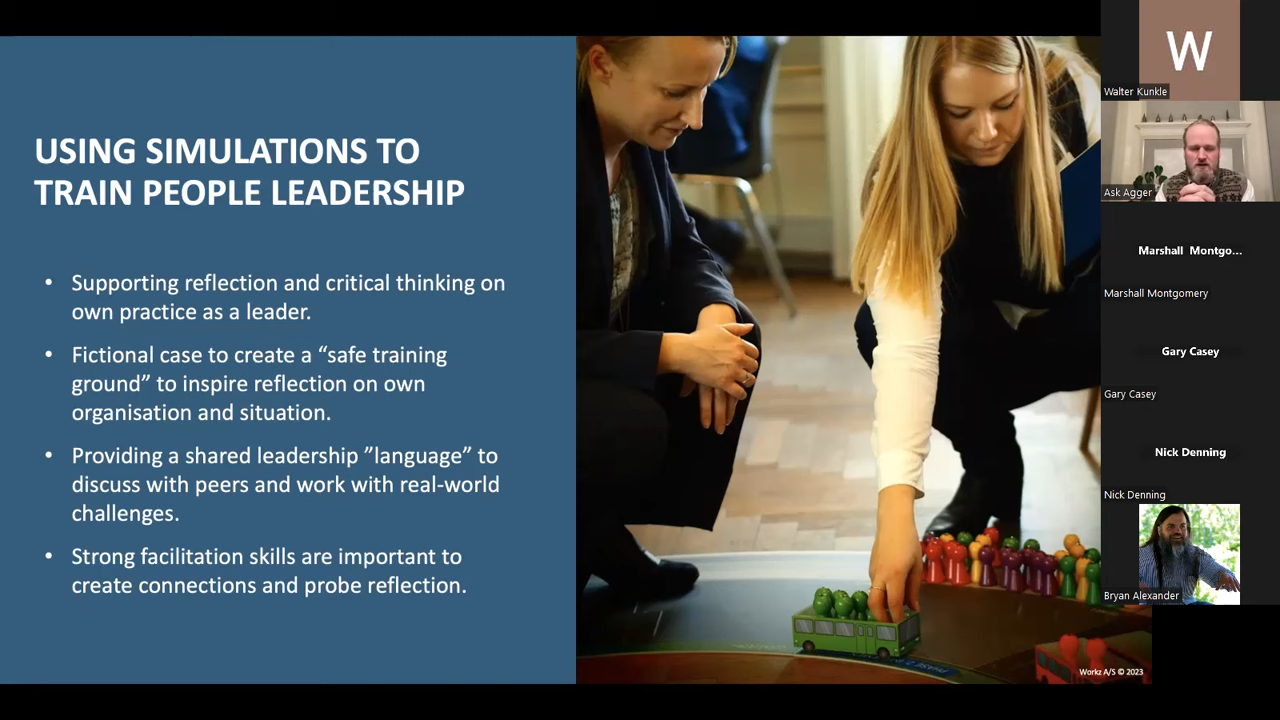 USING SIMULATIONS TO
TRAIN PEOPLE LEADERSHIP
• Supporting reflection and critical thinking on
own practice as a leader.
• Fictional case to create a “safe training
ground” to inspire reflection on own
organisation and situation.
• Providing a shared leadership ”language” to
discuss with peers and work with real-world
challenges.
• Strong facilitation skills are important to
create connections and probe reflection.
Workz A/S © 2023
W
Walter Kunkle
Ask Agger
Marshall Montgo...
Marshall Montgomery
Gary Casey
Gary Casey
Nick Denning
Nick Denning
Bryan Alexander